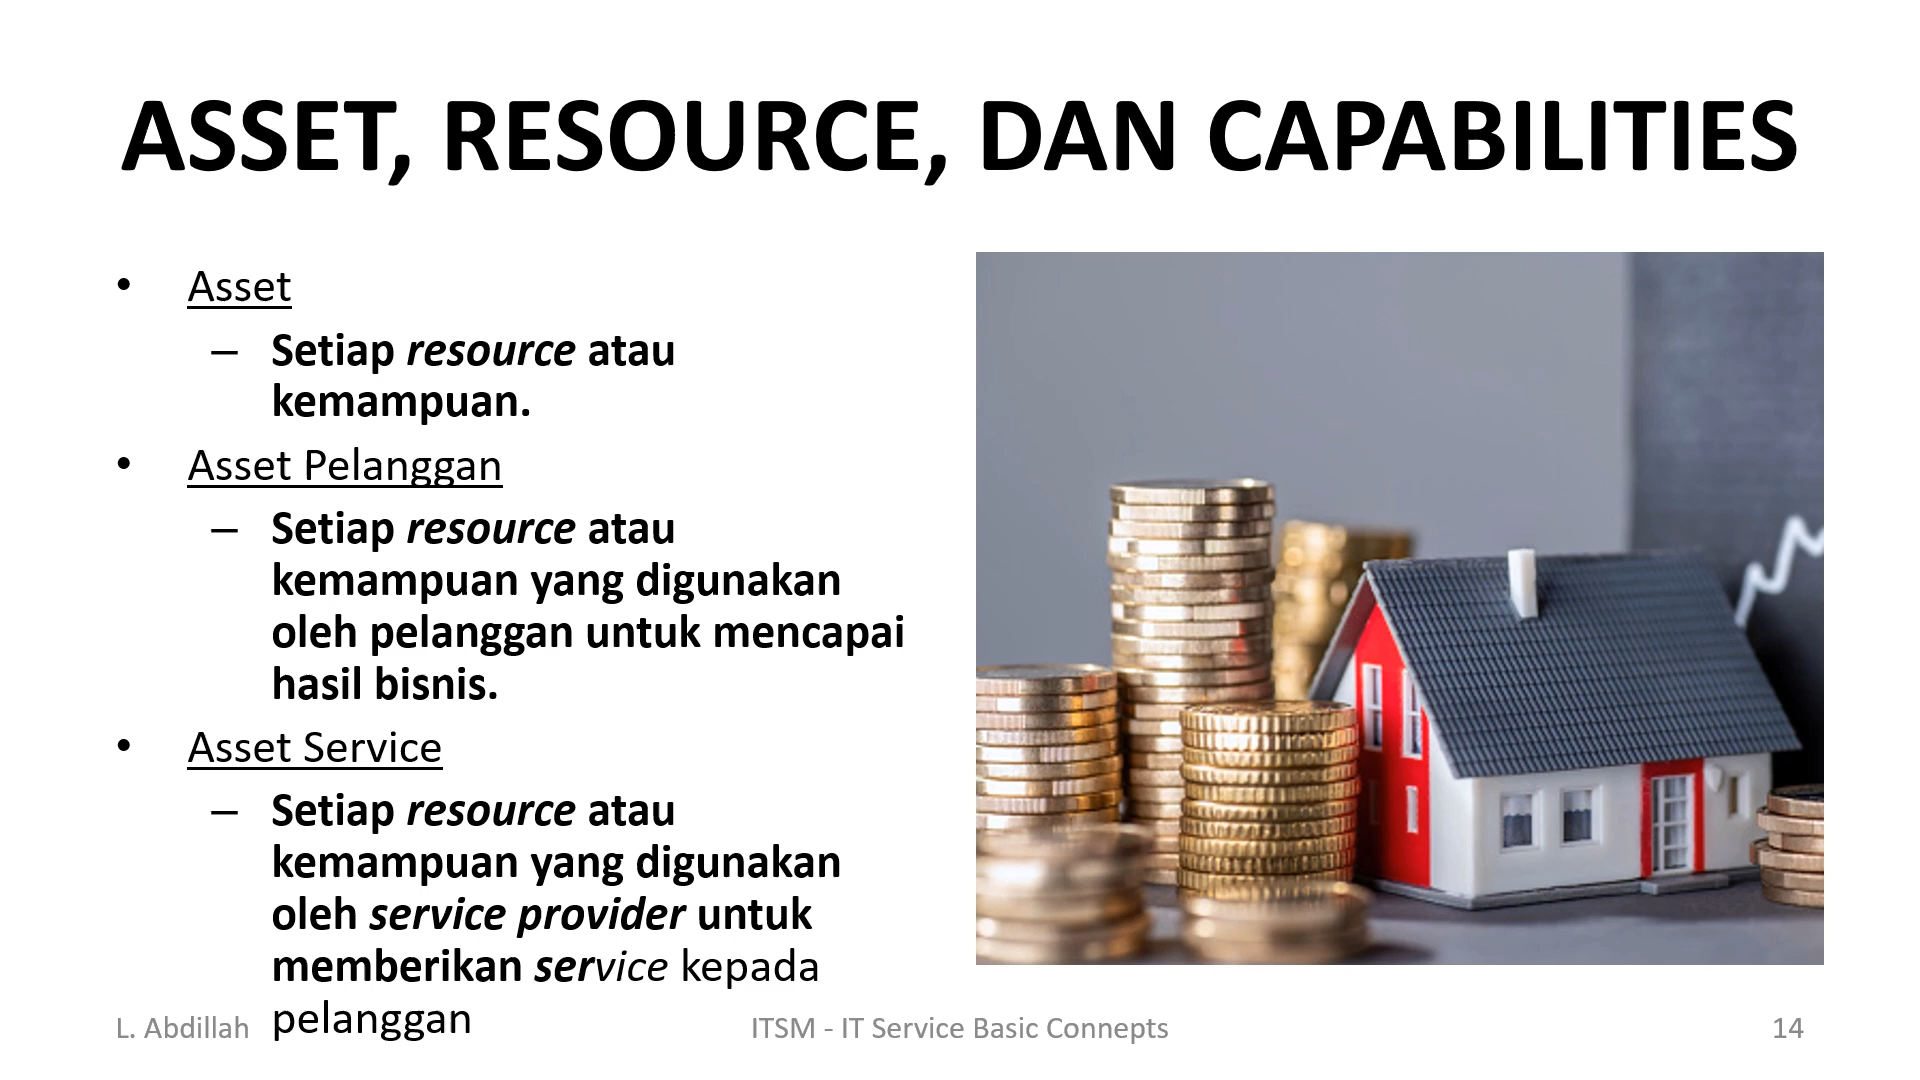 ASSET, RESOURCE, DAN CAPABILITIES
• Asset
– Setiap resource atau
kemampuan.
• Asset Pelanggan
– Setiap resource atau
kemampuan yang digunakan
oleh pelanggan untuk mencapai
hasil bisnis.
• Asset Service
– Setiap resource atau
kemampuan yang digunakan
oleh service provider untuk
memberikan service kepada
pelanggan
L. Abdillah
ITSM - IT Service Basic Connepts
14